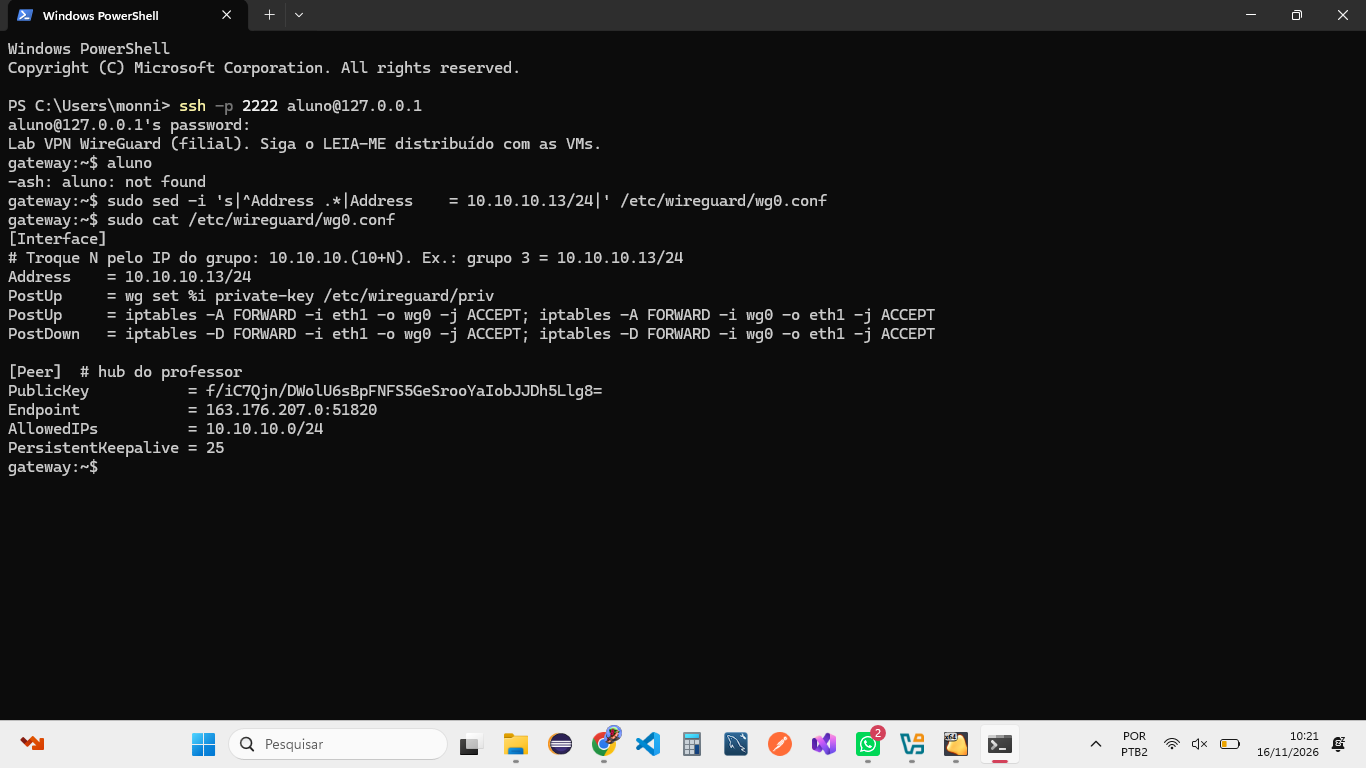 Windows PowerShell
Windows PowerShell
Copyright (C) Microsoft Corporation. All rights reserved.
PS C:\Users\monni> ssh -p 2222 aluno@127.0.0.1
aluno@127.0.0.1's password:
Lab VPN WireGuard (filial). Siga o LEIA-ME distribuído com as VMs.
gateway:~$ aluno
-ash: aluno: not found
gateway:~$ sudo sed -i 's|^Address .*|Address    = 10.10.10.13/24|' /etc/wireguard/wg0.conf
gateway:~$ sudo cat /etc/wireguard/wg0.conf
[Interface]
# Troque N pelo IP do grupo: 10.10.10.(10+N). Ex.: grupo 3 = 10.10.10.13/24
Address    = 10.10.10.13/24
PostUp     = wg set %i private-key /etc/wireguard/priv
PostUp     = iptables -A FORWARD -i eth1 -o wg0 -j ACCEPT; iptables -A FORWARD -i wg0 -o eth1 -j ACCEPT
PostDown   = iptables -D FORWARD -i eth1 -o wg0 -j ACCEPT; iptables -D FORWARD -i wg0 -o eth1 -j ACCEPT
[Peer]  # hub do professor
PublicKey           = f/iC7Qjn/DWolU6sBpFNFS5GeSrooYaIobJJDh5Llg8=
Endpoint            = 163.176.207.0:51820
AllowedIPs          = 10.10.10.0/24
PersistentKeepalive = 25
gateway:~$
Pesquisar
2
POR
PTB2
10:21
16/11/2026